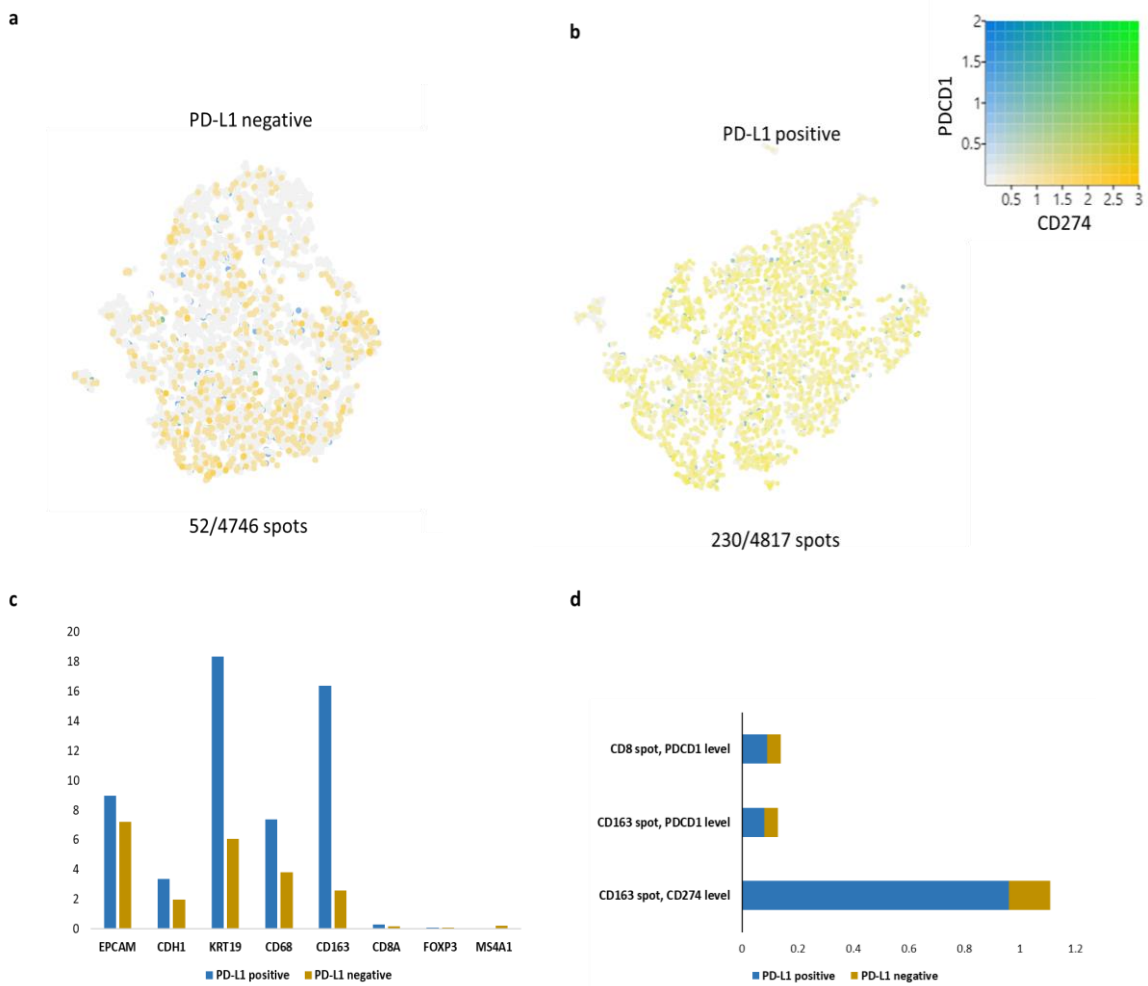 a
b
PD-L1 negative
PD-L1 positive
PDCD1
2
1.5
1
0.5
0.5 1 1.5 2 2.5 3
CD274
52/4746 spots
230/4817 spots
c
20
18
16
14
12
10
8
6
4
2
0
EPCAM CDH1 KRT19 CD68 CD163 CD8A FOXP3 MS4A1
PD-L1 positive PD-L1 negative
d
CD8 spot, PDCD1 level
CD163 spot, PDCD1 level
CD163 spot, CD274 level
0 0.2 0.4 0.6 0.8 1 1.2
PD-L1 positive PD-L1 negative